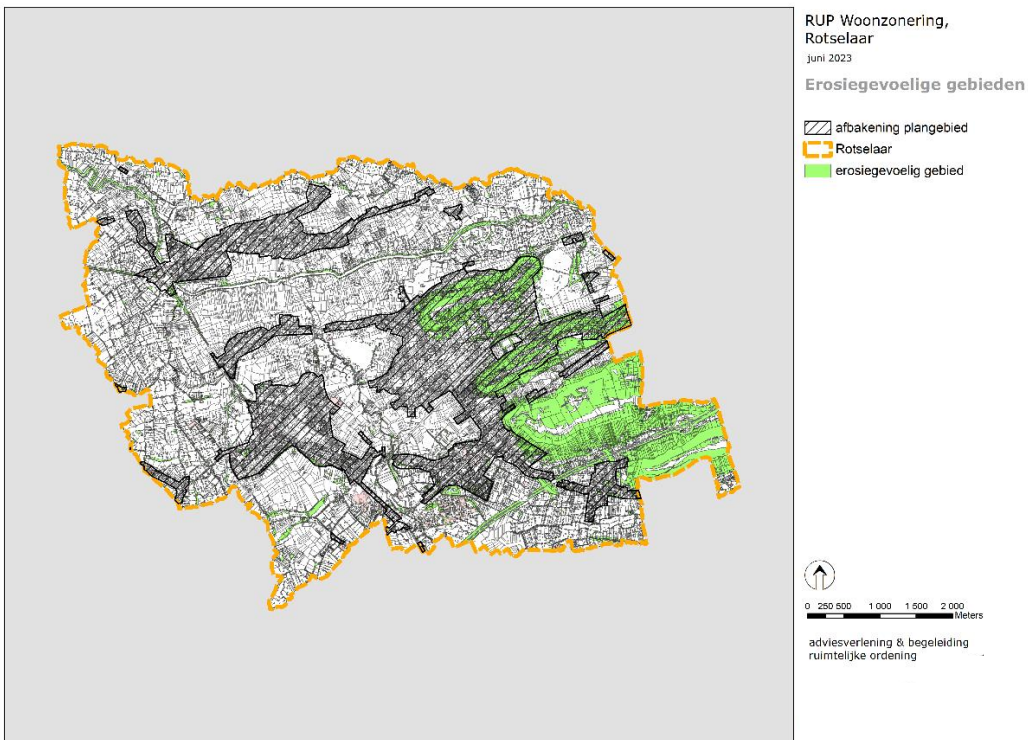 RUP Woonzonering,
Rotselaar
juni 2023
Erosiegevoelige gebieden
afbakening plangebied
Rotselaar
erosiegevoelig gebied
0 250 500 1 000 1 500 2 000
Meters
adviesverlening & begeleiding
ruimtelijke ordening